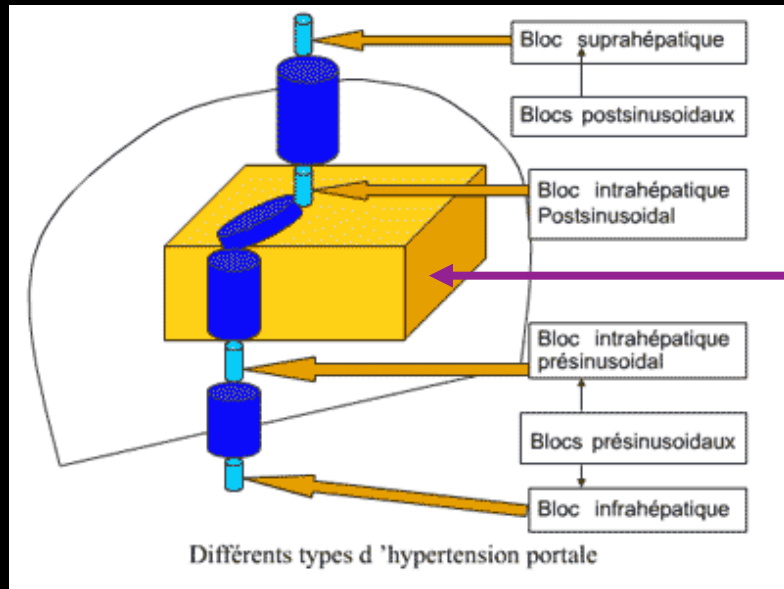 Bloc suprahépatique
Blocs postsinusoidaux
Bloc intrahépatique
Postsinusoidal
Bloc intrahépatique
présinusoidal
Blocs présinusoidaux
Bloc infrahépatique
Différents types d ’hypertension portale